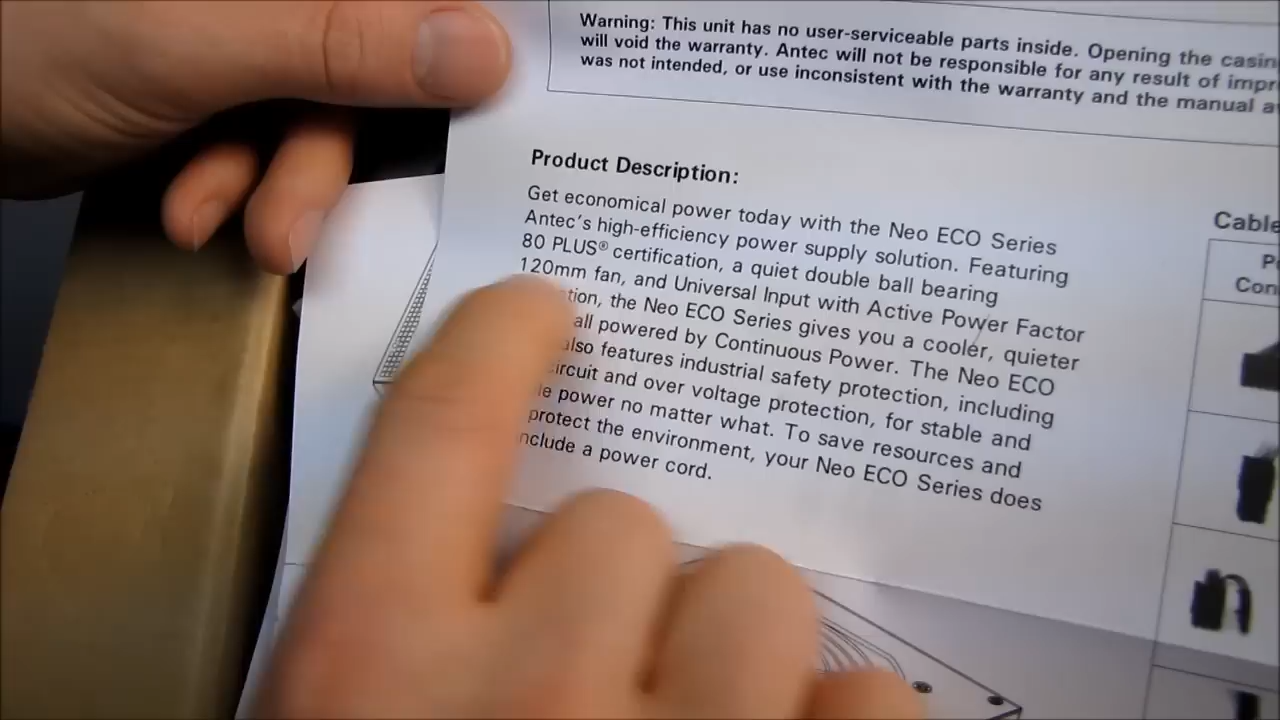 Warning: This unit has no user-serviceable parts inside. Opening the casin
will void the warranty. Antec will not be responsible for any result of impr
was not intended, or use inconsistent with the warranty and the manual a
Product Description:
Get economical power today with the Neo ECO Series
Antec's high-efficiency power supply solution. Featuring
80 PLUS® certification, a quiet double ball bearing
120mm fan, and Universal Input with Active Power Factor
tion, the Neo ECO Series gives you a cooler, quieter
all powered by Continuous Power. The Neo ECO
also features industrial safety protection, including
ircuit and over voltage protection, for stable and
le power no matter what. To save resources and
protect the environment, your Neo ECO Series does
nclude a power cord.
Cable
Con